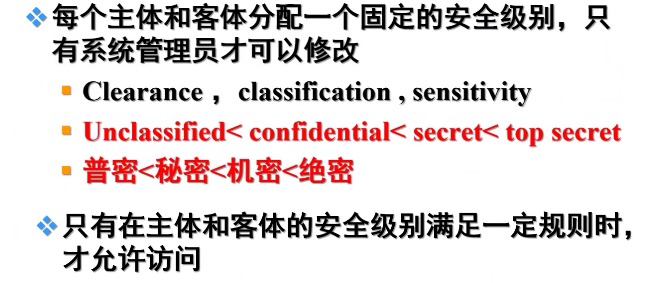 每个主体和客体分配一个固定的安全级别，只
有系统管理员才可以修改
Clearance ，classification , sensitivity
Unclassified< confidential< secret< top secret
普密<秘密<机密<绝密
只有在主体和客体的安全级别满足一定规则时，
才允许访问